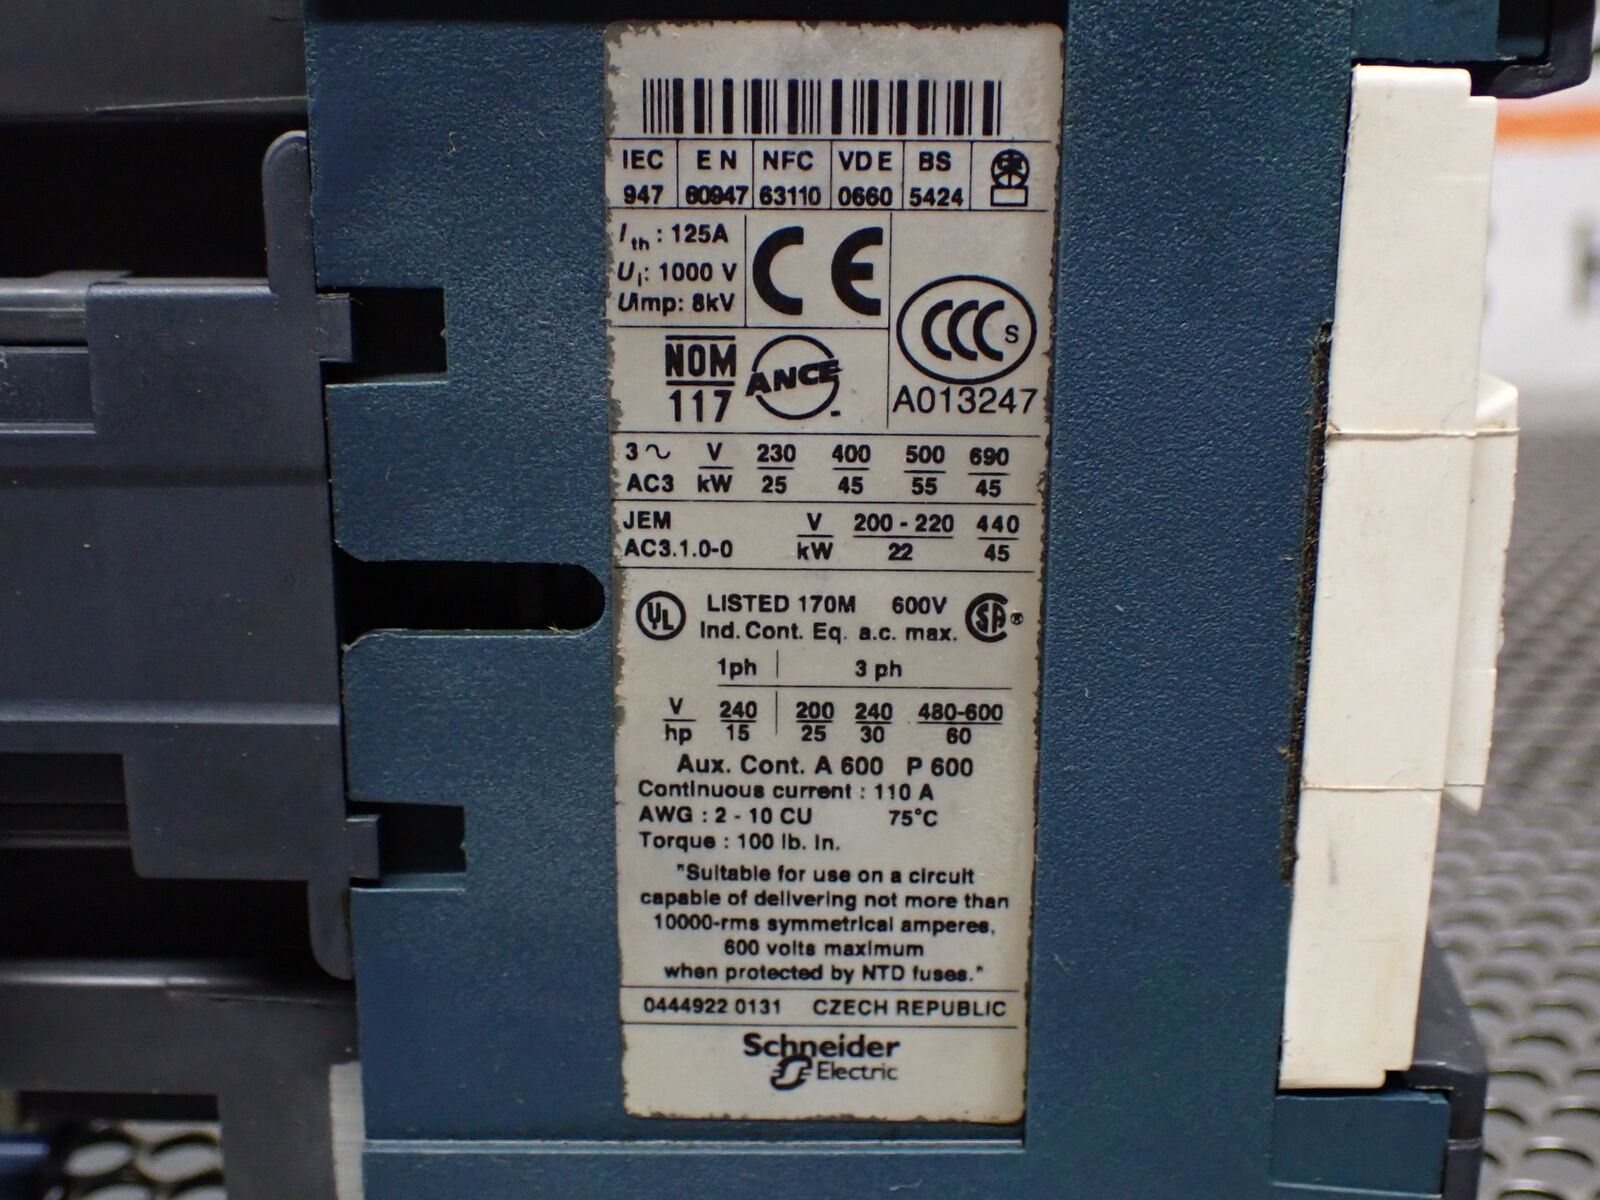 IEC EN NFC VDE BS
947 60947 63110 0660 5424
Ith : 125A
Ui: 1000 V
Uimp: 8kV
CE
CCC S
A013247
NOM
117
ANCE
3~ V 230 400 500 690
AC3 kW 25 45 55 45
JEM V 200 - 220 440
AC3.1.0-0 kW 22 45
UL LISTED 170M 600V SA®
Ind. Cont. Eq. a.c. max.
1ph 3 ph
V 240 200 240 480-600
hp 15 25 30 60
Aux. Cont. A 600 P 600
Continuous current : 110 A
AWG : 2 - 10 CU 75°C
Torque : 100 lb. in.
"Suitable for use on a circuit
capable of delivering not more than
10000-rms symmetrical amperes,
600 volts maximum
when protected by NTD fuses."
0444922 0131 CZECH REPUBLIC
Schneider
Electric